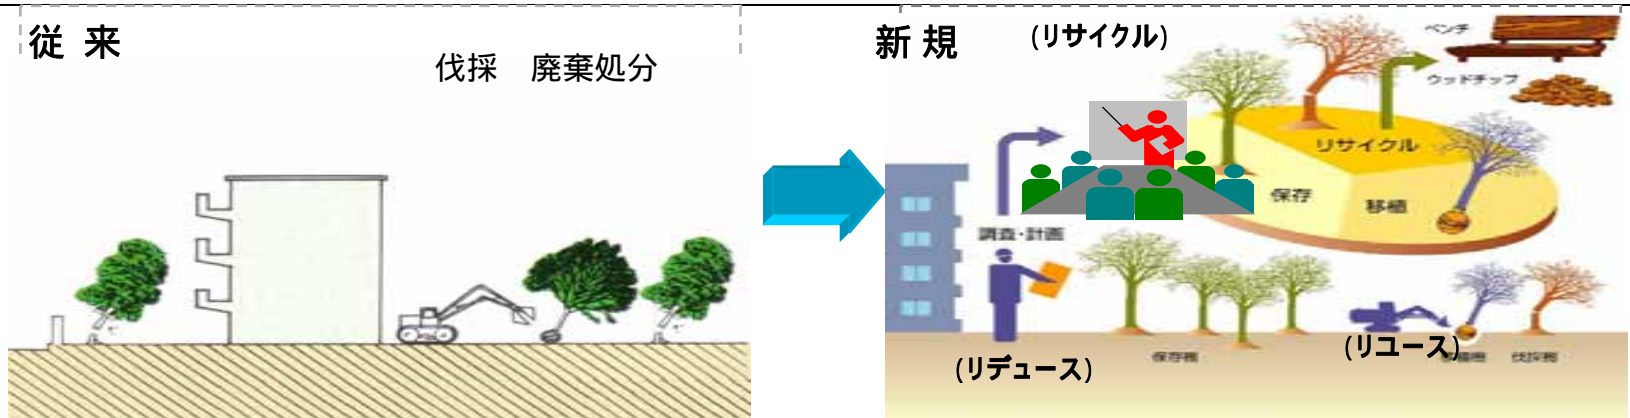 従 来
伐採　廃棄処分
新 規
(リサイクル)
ベンチ
ウッドチップ
リサイクル
保存
移植
調査・計画
(リデュース)
保存樹
(リユース)
伐採樹